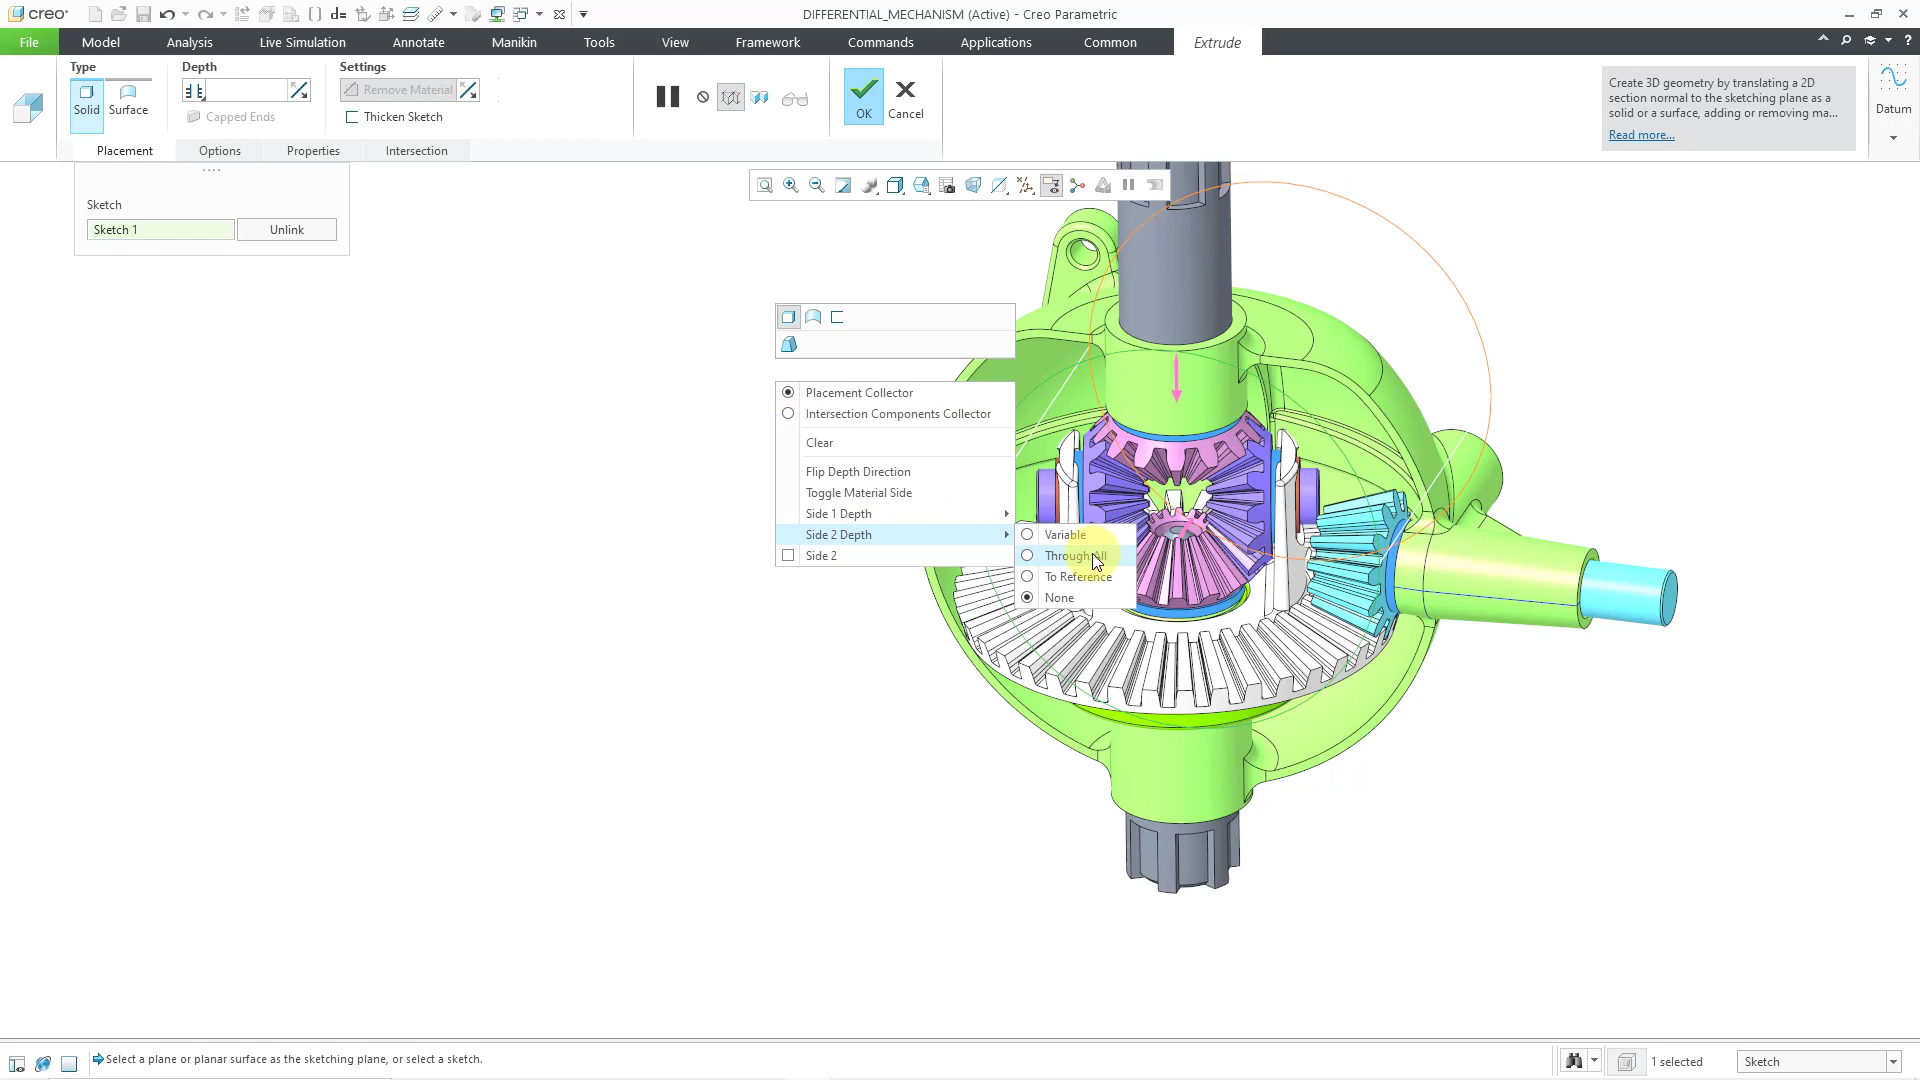 creo
d=
DIFFERENTIAL_MECHANISM (Active) - Creo Parametric
File
Model
Analysis
Live Simulation
Annotate
Manikin
Tools
View
Framework
Commands
Applications
Common
Extrude
Type
Depth
Settings
Solid
Surface
Remove Material
Capped Ends
Thicken Sketch
OK
Cancel
Create 3D geometry by translating a 2D
section normal to the sketching plane as a
solid or a surface, adding or removing ma...
Read more...
Datum
Placement
Options
Properties
Intersection
Sketch
Sketch 1
Unlink
Placement Collector
Intersection Components Collector
Clear
Flip Depth Direction
Toggle Material Side
Side 1 Depth
Side 2 Depth
Side 2
Variable
Through All
To Reference
None
Select a plane or planar surface as the sketching plane, or select a sketch.
1 selected
Sketch